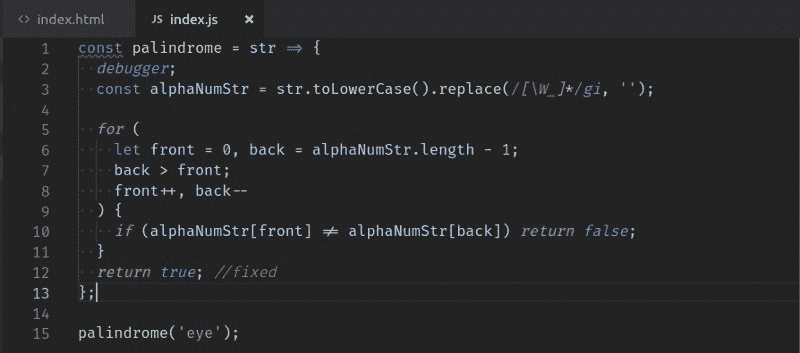 <> index.html JS index.js ×
1 const palindrome = str => {
2 debugger;
3 const alphaNumStr = str.toLowerCase().replace(/[\W_]*/gi, '');
4
5 for (
6 let front = 0, back = alphaNumStr.length - 1;
7 back > front;
8 front++, back--
9 ) {
10 if (alphaNumStr[front] != alphaNumStr[back]) return false;
11 }
12 return true; //fixed
13 };
14
15 palindrome('eye');